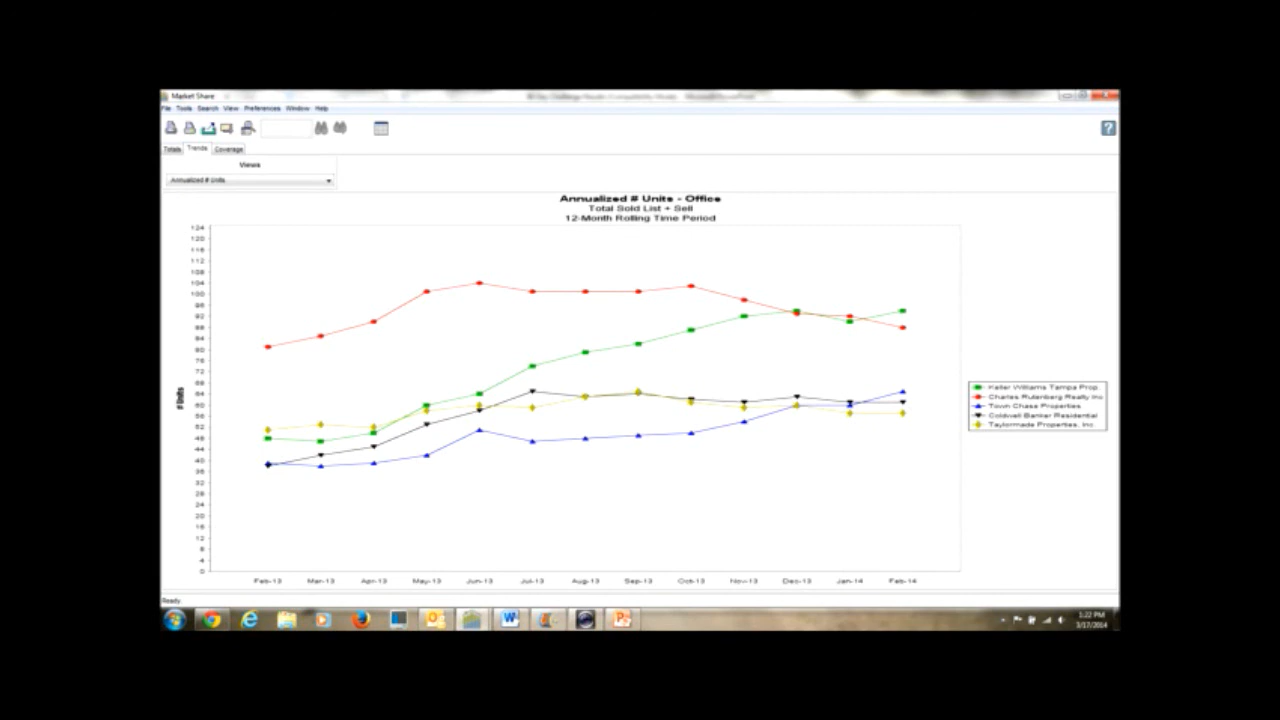 Market Share
File Tools Search View Preferences Window Help
Totals Trends Coverage
Views
Annualized # Units
Annualized # Units - Office
Total Sold List + Sell
12-Month Rolling Time Period
124
120
116
112
108
104
100
96
92
88
84
80
76
72
68
64
60
56
52
48
44
40
36
32
28
24
20
16
12
8
4
0
# Units
Feb-13 Mar-13 Apr-13 May-13 Jun-13 Jul-13 Aug-13 Sep-13 Oct-13 Nov-13 Dec-13 Jan-14 Feb-14
Keller Williams Tampa Prop.
Charles Rutenberg Realty Inc
Town Chase Properties
Coldwell Banker Residential
Taylormade Properties, Inc.
Ready
1:22 PM
3/17/2014